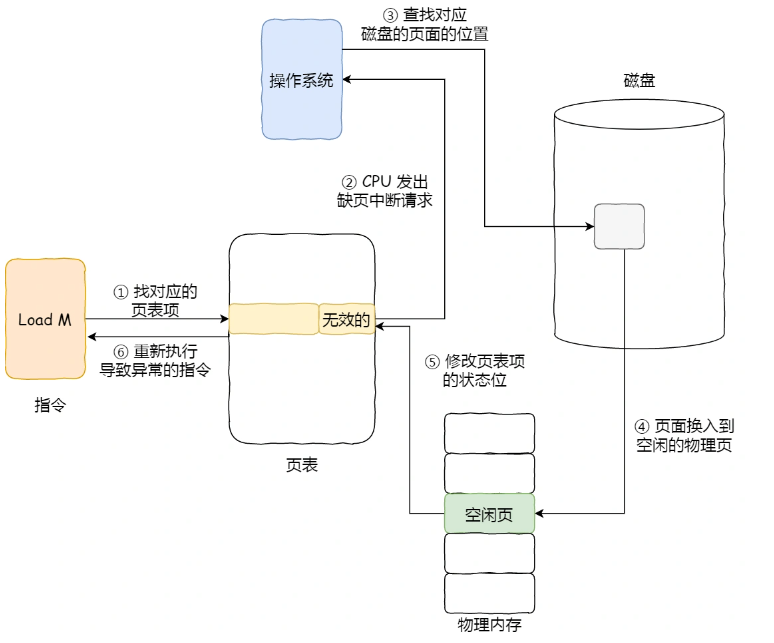 ③ 查找对应
磁盘的页面的位置
操作系统
磁盘
② CPU 发出
缺页中断请求
① 找对应的
页表项
Load M
无效的
⑥ 重新执行
导致异常的指令
⑤ 修改页表项
的状态位
指令
④ 页面换入到
空闲的物理页
页表
空闲页
物理内存